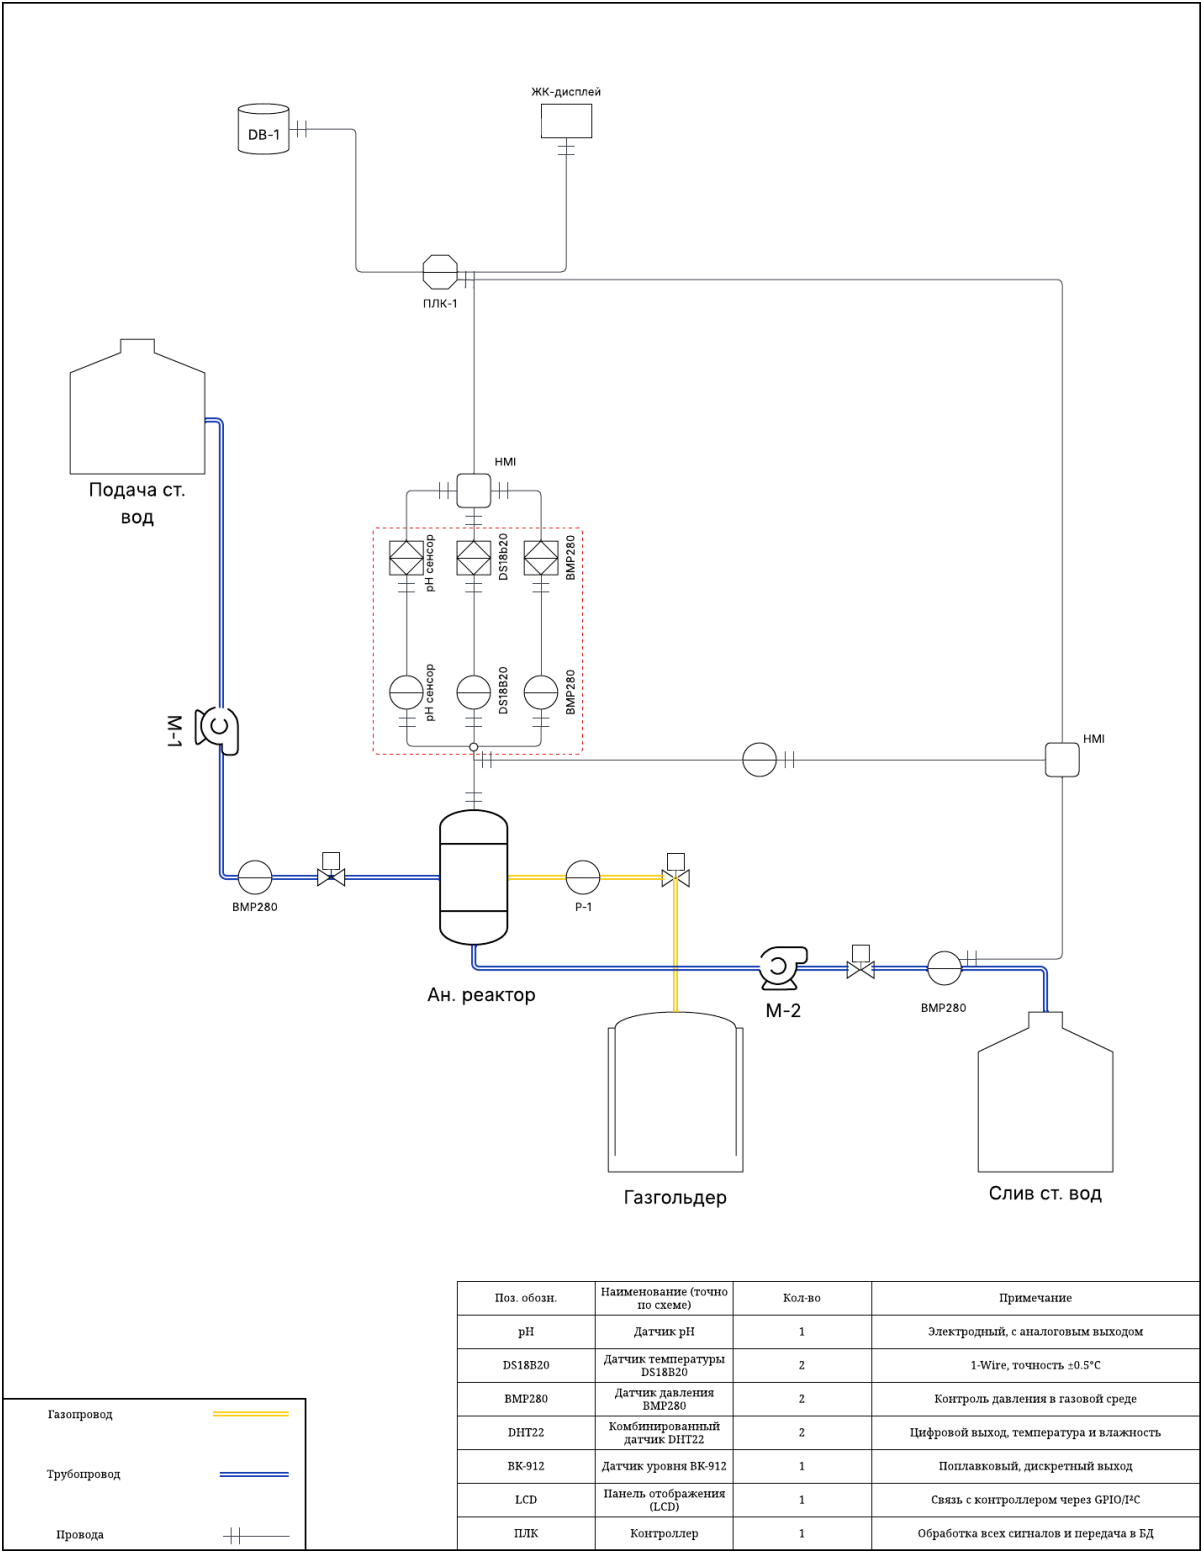 ЖК-дисплей
DB-1
ПЛК-1
Подача ст.
вод
HMI
pH сенсор
DS18b20
BMP280
pH сенсор
DS18B20
BMP280
М-1
HMI
BMP280
Р-1
Ан. реактор
М-2
BMP280
Газгольдер
Слив ст. вод
Поз. обозн.
Наименование (точно
по схеме)
Кол-во
Примечание
pH
Датчик pH
1
Электродный, с аналоговым выходом
DS18B20
Датчик температуры
DS18B20
2
1-Wire, точность ±0.5°C
BMP280
Датчик давления
BMP280
2
Контроль давления в газовой среде
DHT22
Комбинированный
датчик DHT22
2
Цифровой выход, температура и влажность
ВК-912
Датчик уровня ВК-912
1
Поплавковый, дискретный выход
LCD
Панель отображения
(LCD)
1
Связь с контроллером через GPIO/I²C
ПЛК
Контроллер
1
Обработка всех сигналов и передача в БД
Газопровод
Трубопровод
Провода